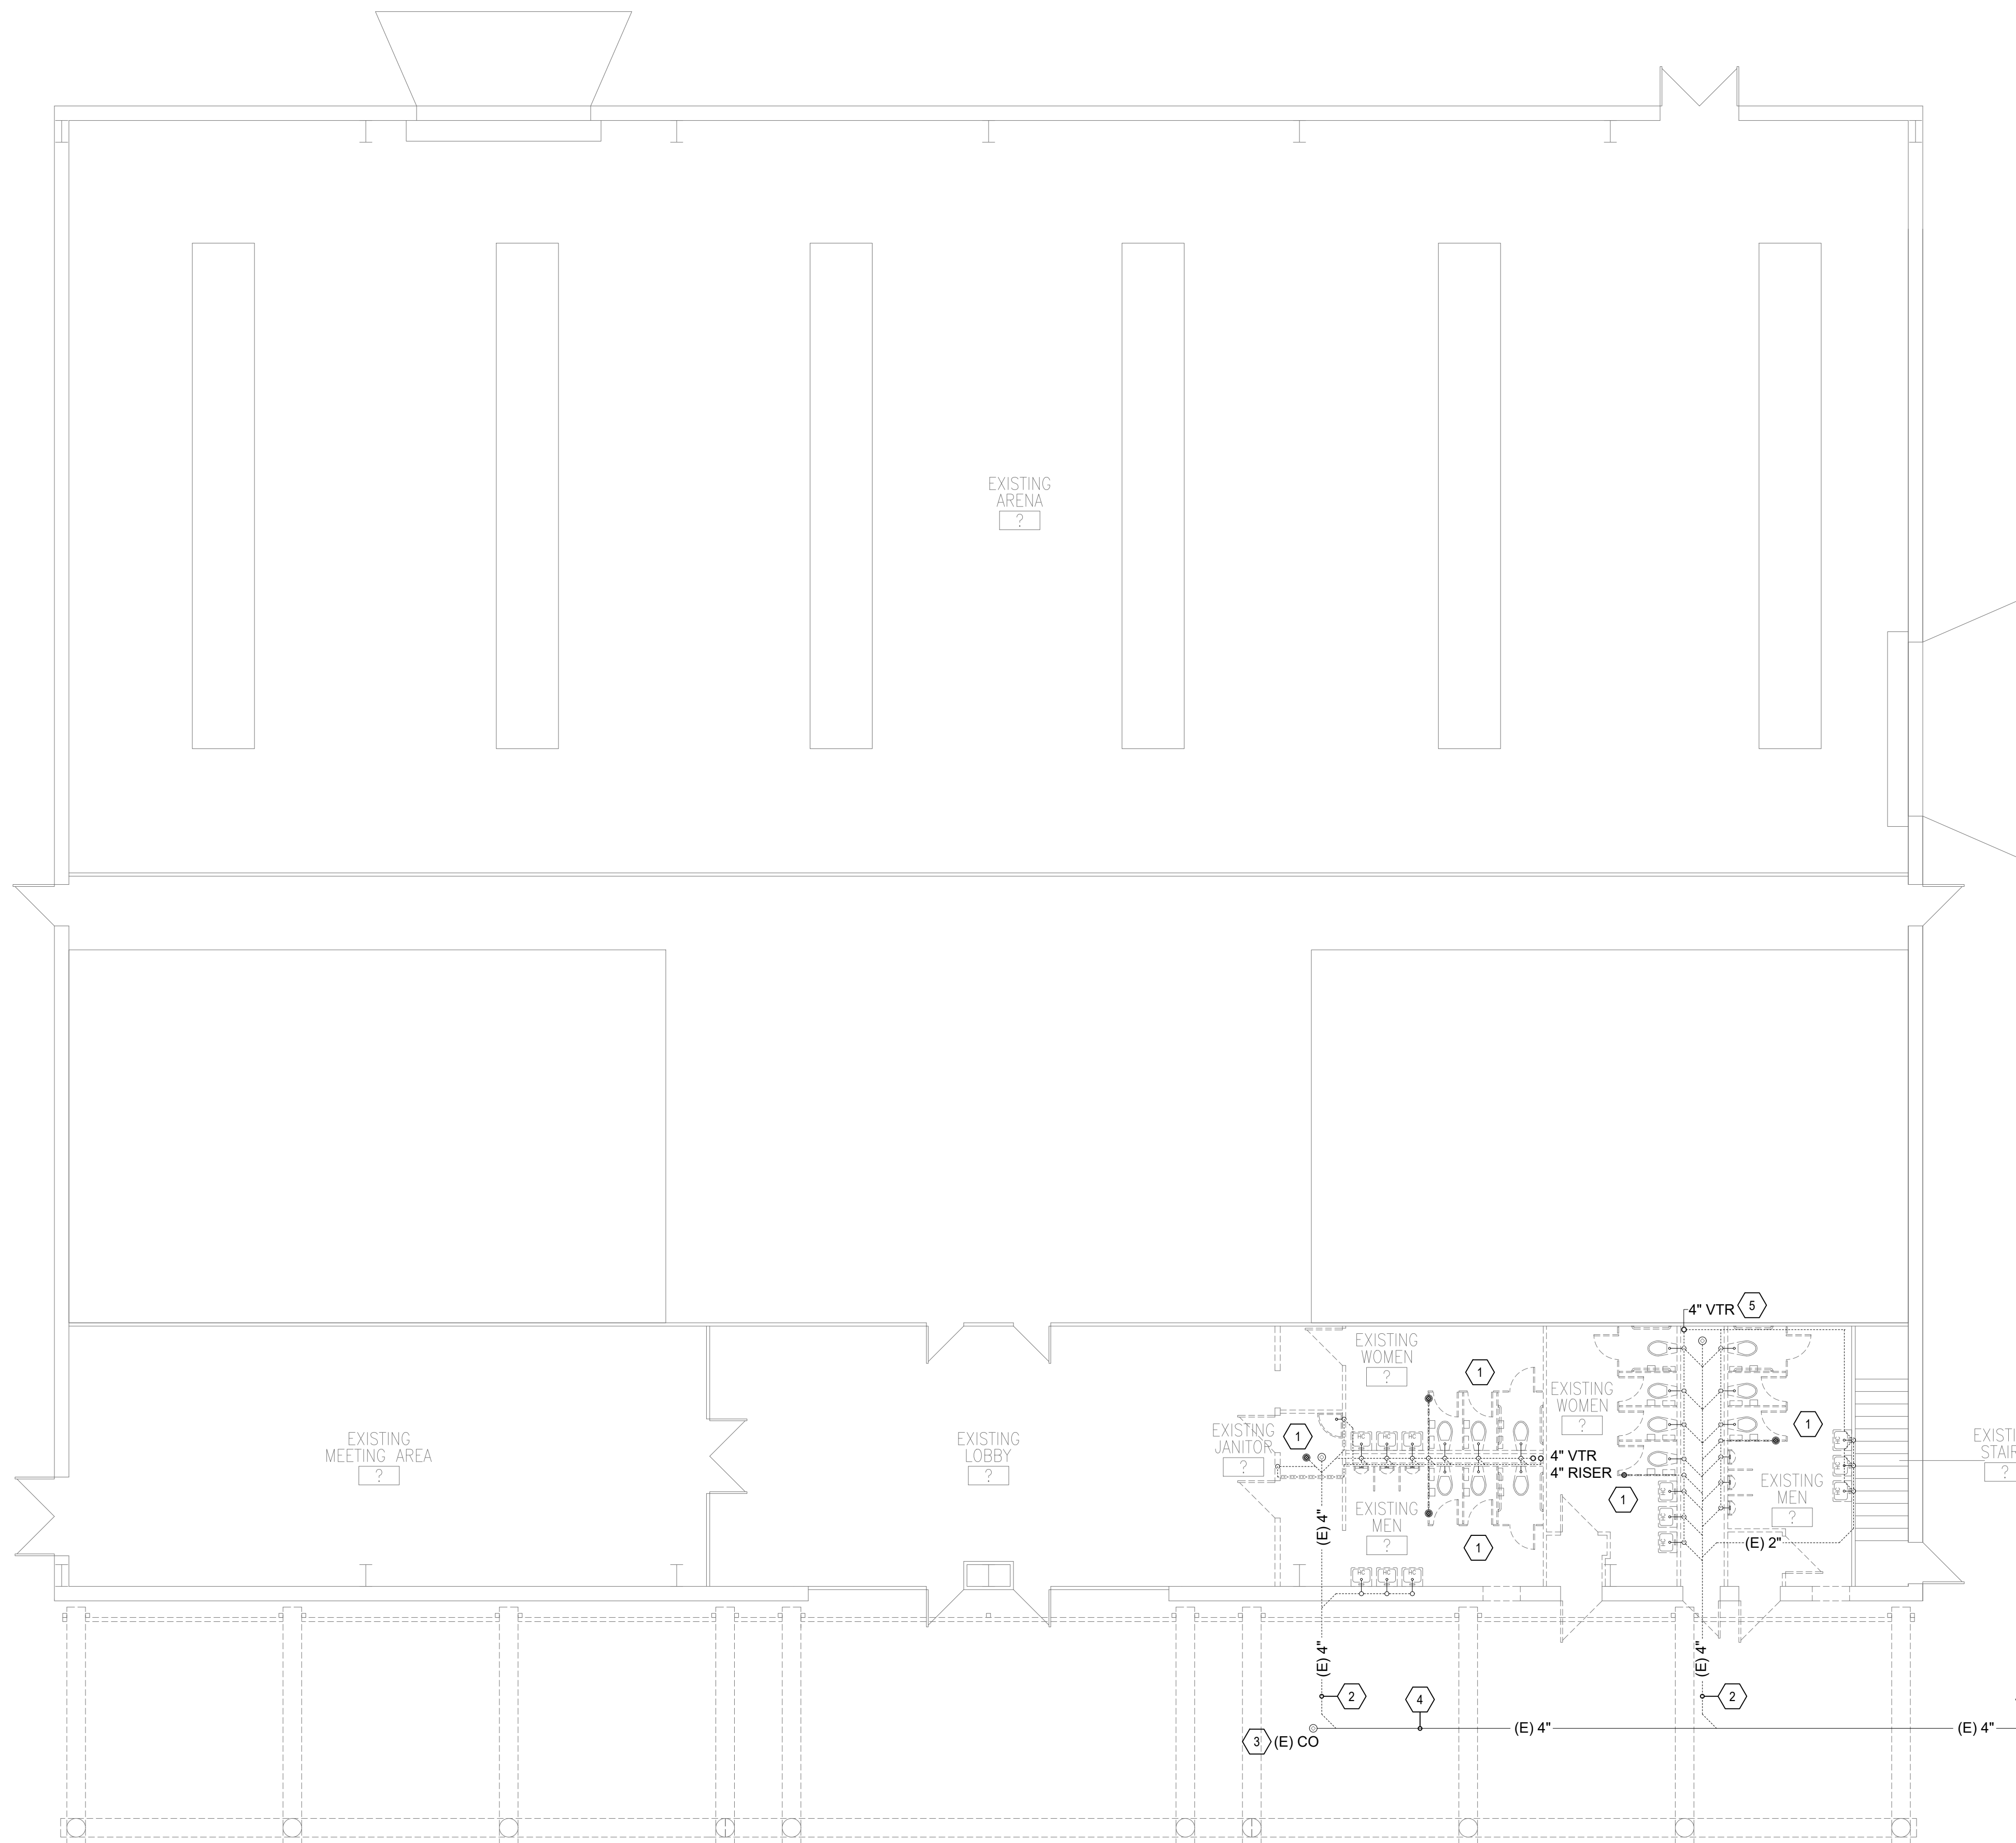 EXISTING
ARENA
?
4" VTR
5
EXISTING
WOMEN
?
1
EXISTING
WOMEN
?
1
EXISTING
JANITOR
?
1
EXISTING
MEETING AREA
?
EXISTING
LOBBY
?
4" VTR
4" RISER
1
EXISTING
MEN
?
EXISTING
MEN
?
1
(E) 4"
(E) 2"
(E) 4"
(E) 4"
2
2
4
3
(E) CO
(E) 4"
(E) 4"